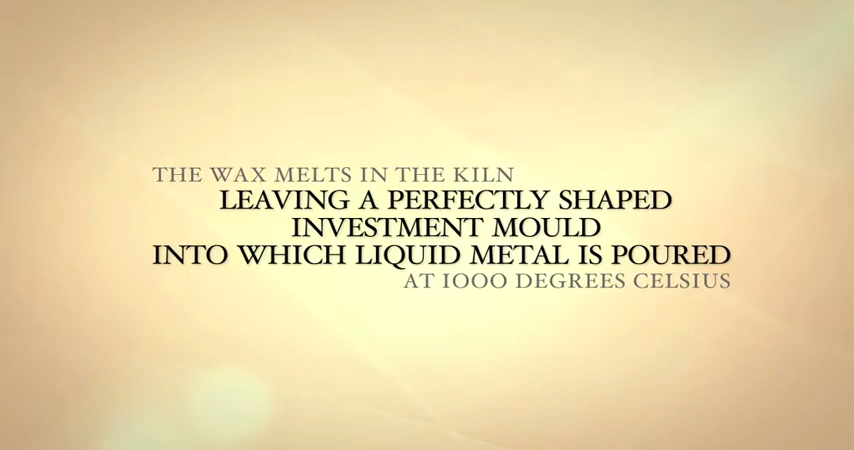 THE WAX MELTS IN THE KILN
LEAVING A PERFECTLY SHAPED
INVESTMENT MOULD
INTO WHICH LIQUID METAL IS POURED
AT 1000 DEGREES CELSIUS